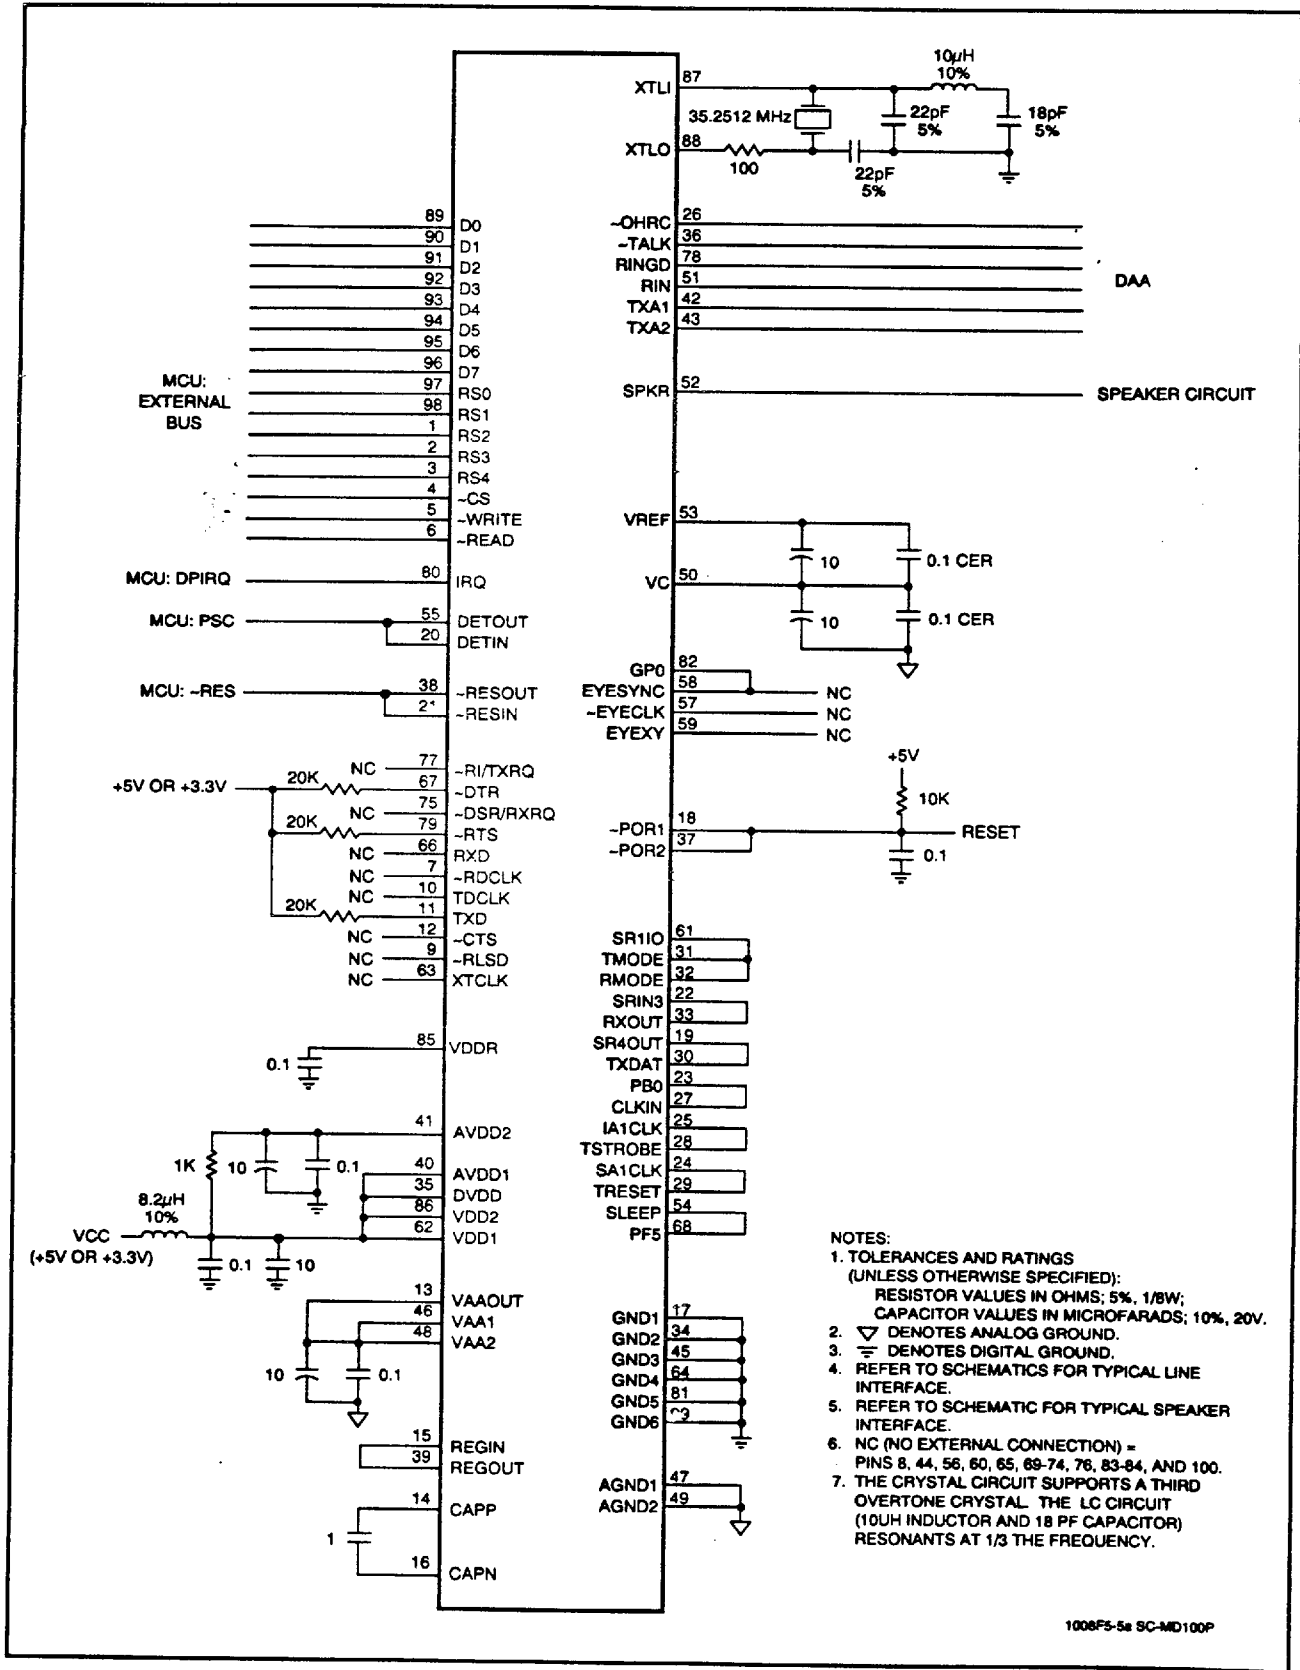 XTLI 87
10µH
10%
35.2512 MHz
22pF
5%
18pF
5%
XTLO 88
100
22pF
5%
89 D0
90 D1
91 D2
92 D3
93 D4
94 D5
95 D6
96 D7
97 RS0
98 RS1
1 RS2
2 RS3
3 RS4
4 ~CS
5 ~WRITE
6 ~READ
MCU:
EXTERNAL
BUS
MCU: DPIRQ 80 IRQ
MCU: PSC 55 DETOUT
20 DETIN
MCU: ~RES 38 ~RESOUT
~RESIN
NC 77 ~RI/TXRQ
+5V OR +3.3V 20K 67 ~DTR
NC 75 ~DSR/RXRQ
20K 79 ~RTS
NC 66 RXD
NC 7 ~RDCLK
NC 10 TDCLK
20K 11 TXD
NC 12 ~CTS
NC 9 ~RLSD
NC 63 XTCLK
0.1 85 VDDR
41 AVDD2
1K 10 0.1
40 AVDD1
35 DVDD
86 VDD2
62 VDD1
8.2µH
10%
VCC
(+5V OR +3.3V)
0.1 10
13 VAAOUT
46 VAA1
48 VAA2
10 0.1
15 REGIN
39 REGOUT
14 CAPP
1
16 CAPN
~OHRC 26
~TALK 36
RINGD 78
RIN 51
TXA1 42
TXA2 43
DAA
SPKR 52 SPEAKER CIRCUIT
VREF 53
10 0.1 CER
VC 50
10 0.1 CER
GP0 82
EYESYNC 58 NC
~EYECLK 57 NC
EYEXY 59 NC
+5V
10K
~POR1 18 RESET
~POR2 37
0.1
SR1IO 61
TMODE 31
RMODE 32
SRIN3 22
RXOUT 33
SR4OUT 19
TXDAT 30
PB0 23
CLKIN 27
IA1CLK 25
TSTROBE 28
SA1CLK 24
TRESET 29
SLEEP 54
PF5 68
GND1 17
GND2 34
GND3 45
GND4 64
GND5 81
GND6
AGND1 47
AGND2 49
NOTES:
1. TOLERANCES AND RATINGS
(UNLESS OTHERWISE SPECIFIED):
RESISTOR VALUES IN OHMS; 5%, 1/8W;
CAPACITOR VALUES IN MICROFARADS; 10%, 20V.
2. DENOTES ANALOG GROUND.
3. DENOTES DIGITAL GROUND.
4. REFER TO SCHEMATICS FOR TYPICAL LINE
INTERFACE.
5. REFER TO SCHEMATIC FOR TYPICAL SPEAKER
INTERFACE.
6. NC (NO EXTERNAL CONNECTION) =
PINS 8, 44, 56, 60, 65, 69-74, 76, 83-84, AND 100.
7. THE CRYSTAL CIRCUIT SUPPORTS A THIRD
OVERTONE CRYSTAL THE LC CIRCUIT
(10UH INDUCTOR AND 18 PF CAPACITOR)
RESONANTS AT 1/3 THE FREQUENCY.
1008F5-5a SC-MD100P